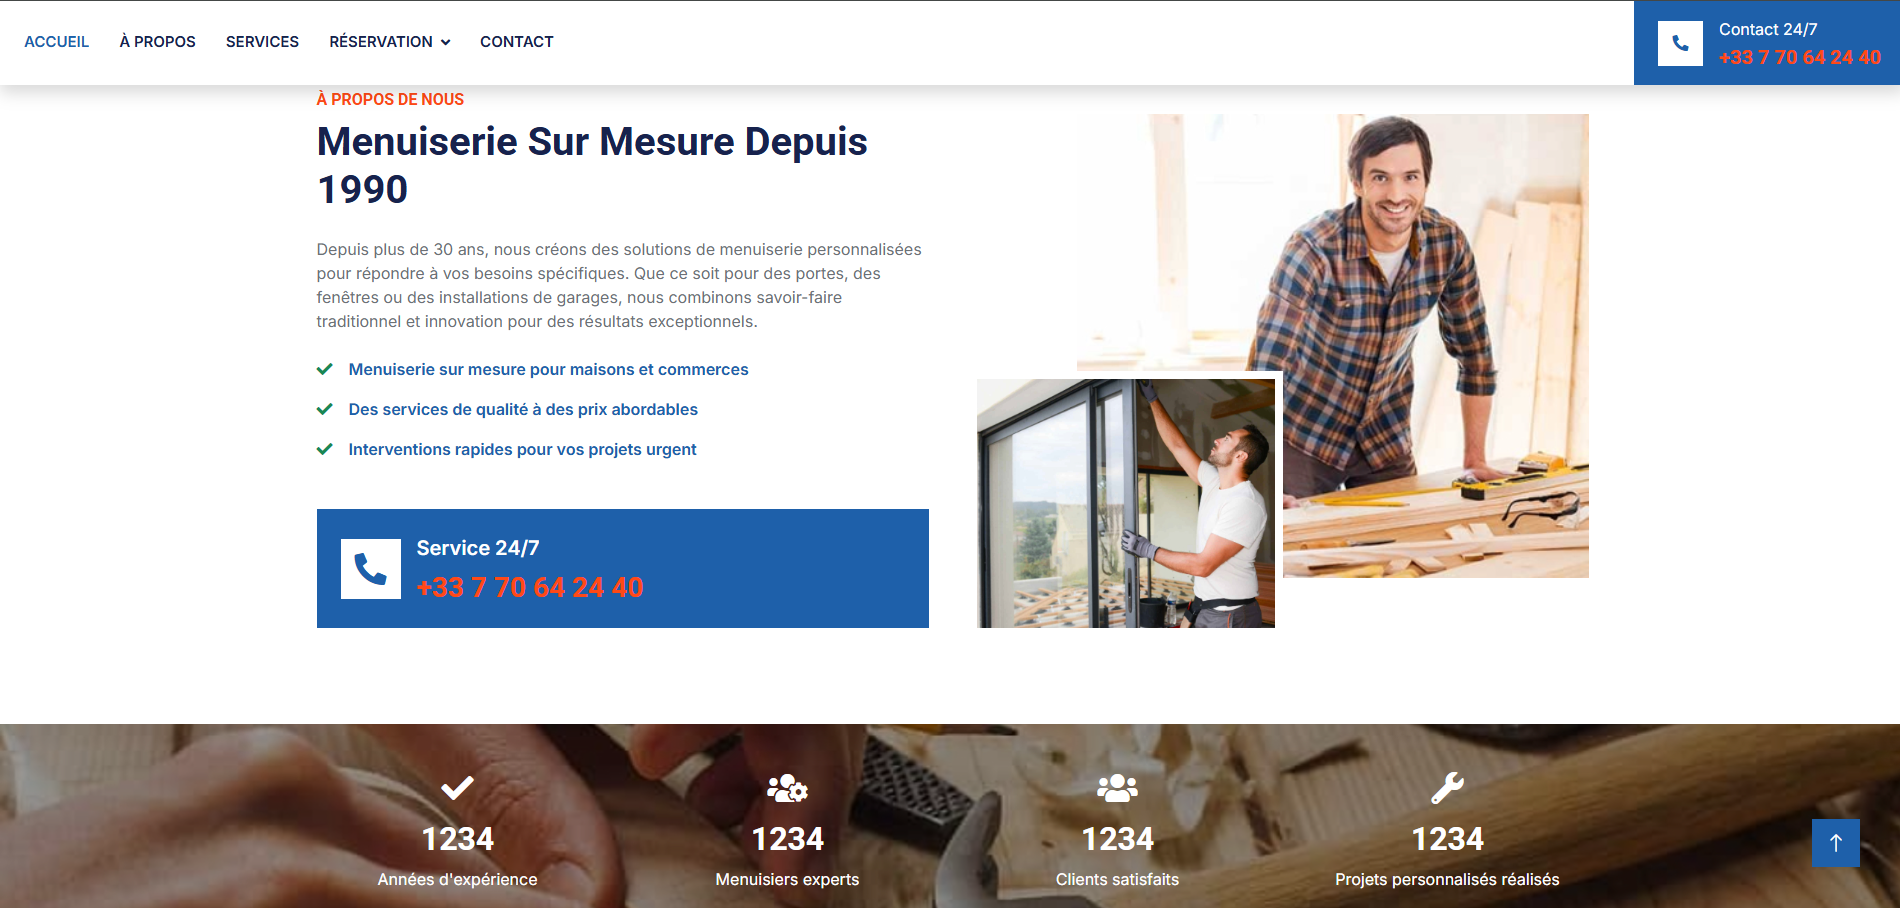 ACCUEIL À PROPOS SERVICES RÉSERVATION CONTACT
Contact 24/7
+33 7 70 64 24 40
À PROPOS DE NOUS
Menuiserie Sur Mesure Depuis
1990
Depuis plus de 30 ans, nous créons des solutions de menuiserie personnalisées
pour répondre à vos besoins spécifiques. Que ce soit pour des portes, des
fenêtres ou des installations de garages, nous combinons savoir-faire
traditionnel et innovation pour des résultats exceptionnels.
Menuiserie sur mesure pour maisons et commerces
Des services de qualité à des prix abordables
Interventions rapides pour vos projets urgent
Service 24/7
+33 7 70 64 24 40
1234
Années d'expérience
1234
Menuisiers experts
1234
Clients satisfaits
1234
Projets personnalisés réalisés